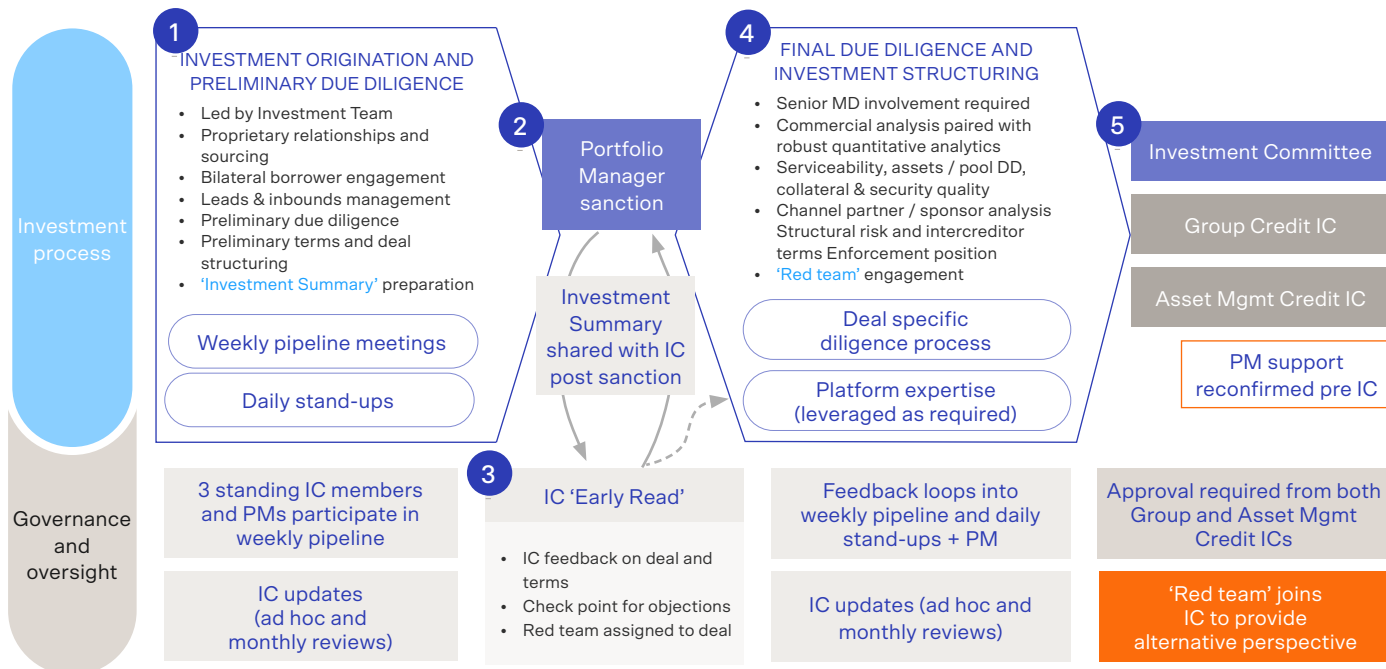 Investment
process
Governance
and
oversight
1
INVESTMENT ORIGINATION AND
PRELIMINARY DUE DILIGENCE
• Led by Investment Team
• Proprietary relationships and
sourcing
• Bilateral borrower engagement
• Leads & inbounds management
• Preliminary due diligence
• Preliminary terms and deal
structuring
• ‘Investment Summary’ preparation
Weekly pipeline meetings
Daily stand-ups
3 standing IC members
and PMs participate in
weekly pipeline
IC updates
(ad hoc and
monthly reviews)
2
Portfolio
Manager
sanction
Investment
Summary
shared with IC
post sanction
3
IC ‘Early Read’
• IC feedback on deal and
terms
• Check point for objections
• Red team assigned to deal
4
FINAL DUE DILIGENCE AND
INVESTMENT STRUCTURING
• Senior MD involvement required
• Commercial analysis paired with
robust quantitative analytics
• Serviceability, assets / pool DD,
collateral & security quality
• Channel partner / sponsor analysis
Structural risk and intercreditor
terms Enforcement position
• ‘Red team’ engagement
Deal specific
diligence process
Platform expertise
(leveraged as required)
Feedback loops into
weekly pipeline and daily
stand-ups + PM
IC updates (ad hoc and
monthly reviews)
5
Investment Committee
Group Credit IC
Asset Mgmt Credit IC
PM support
reconfirmed pre IC
Approval required from both
Group and Asset Mgmt
Credit ICs
‘Red team’ joins
IC to provide
alternative perspective